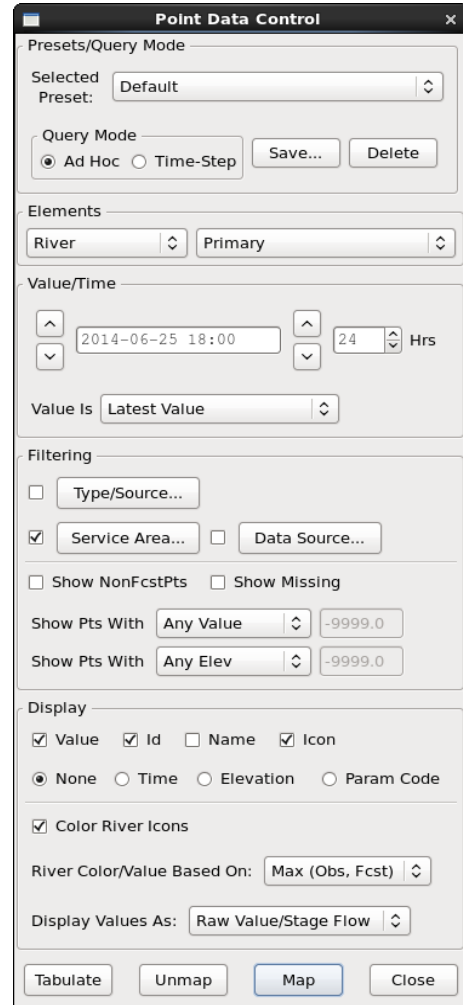 Point Data Control
Presets/Query Mode
Selected Preset:
Default
Query Mode
Ad Hoc Time-Step
Save... Delete
Elements
River Primary
Value/Time
2014-06-25 18:00 24 Hrs
Value Is Latest Value
Filtering
Type/Source...
Service Area... Data Source...
Show NonFcstPts Show Missing
Show Pts With Any Value -9999.0
Show Pts With Any Elev -9999.0
Display
Value Id Name Icon
None Time Elevation Param Code
Color River Icons
River Color/Value Based On: Max (Obs, Fcst)
Display Values As: Raw Value/Stage Flow
Tabulate Unmap Map Close